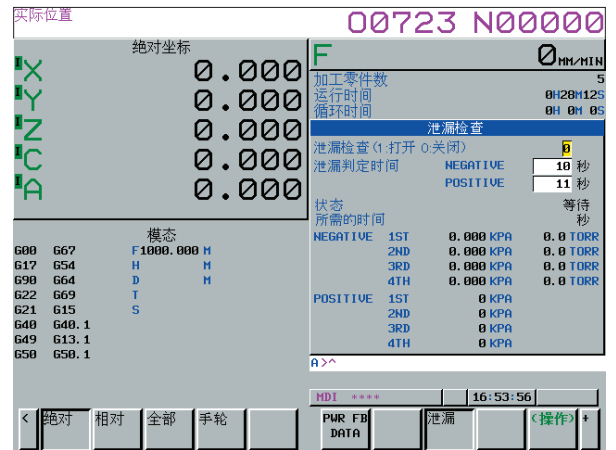 实际位置
O0723 N00000
绝对坐标
I X 0.000
I Y 0.000
I Z 0.000
I C 0.000
I A 0.000
F 0 MM/MIN
加工零件数 5
运行时间 0H28M12S
循环时间 0H 0M 0S
泄漏检查
泄漏检查(1:打开 0:关闭) 0
泄漏判定时间 NEGATIVE 10 秒
POSITIVE 11 秒
状态 等待
所需的时间 秒
NEGATIVE 1ST 0.000 KPA 0.0 TORR
2ND 0.000 KPA 0.0 TORR
3RD 0.000 KPA 0.0 TORR
4TH 0.000 KPA 0.0 TORR
POSITIVE 1ST 0 KPA
2ND 0 KPA
3RD 0 KPA
4TH 0 KPA
模态
G00 G67 F1000.000 M
G17 G54 H M
G90 G64 D M
G22 G69 T
G21 G15 S
G40 G40.1
G49 G13.1
G50 G50.1
A>^
MDI **** 16:53:56
< 绝对 相对 全部 手轮
PWR FB DATA 泄漏 (操作) +